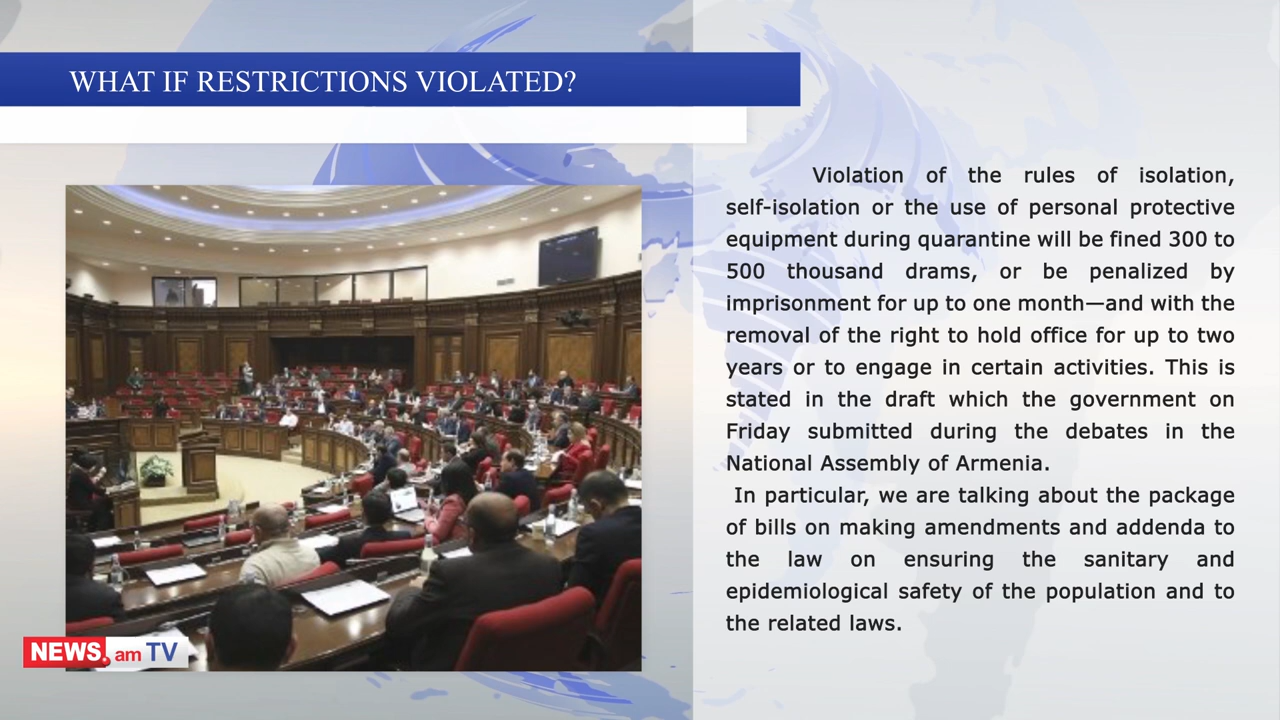 WHAT IF RESTRICTIONS VIOLATED?
Violation of the rules of isolation,
self-isolation or the use of personal protective
equipment during quarantine will be fined 300 to
500 thousand drams, or be penalized by
imprisonment for up to one month—and with the
removal of the right to hold office for up to two
years or to engage in certain activities. This is
stated in the draft which the government on
Friday submitted during the debates in the
National Assembly of Armenia.
In particular, we are talking about the package
of bills on making amendments and addenda to
the law on ensuring the sanitary and
epidemiological safety of the population and to
the related laws.
NEWS.am TV